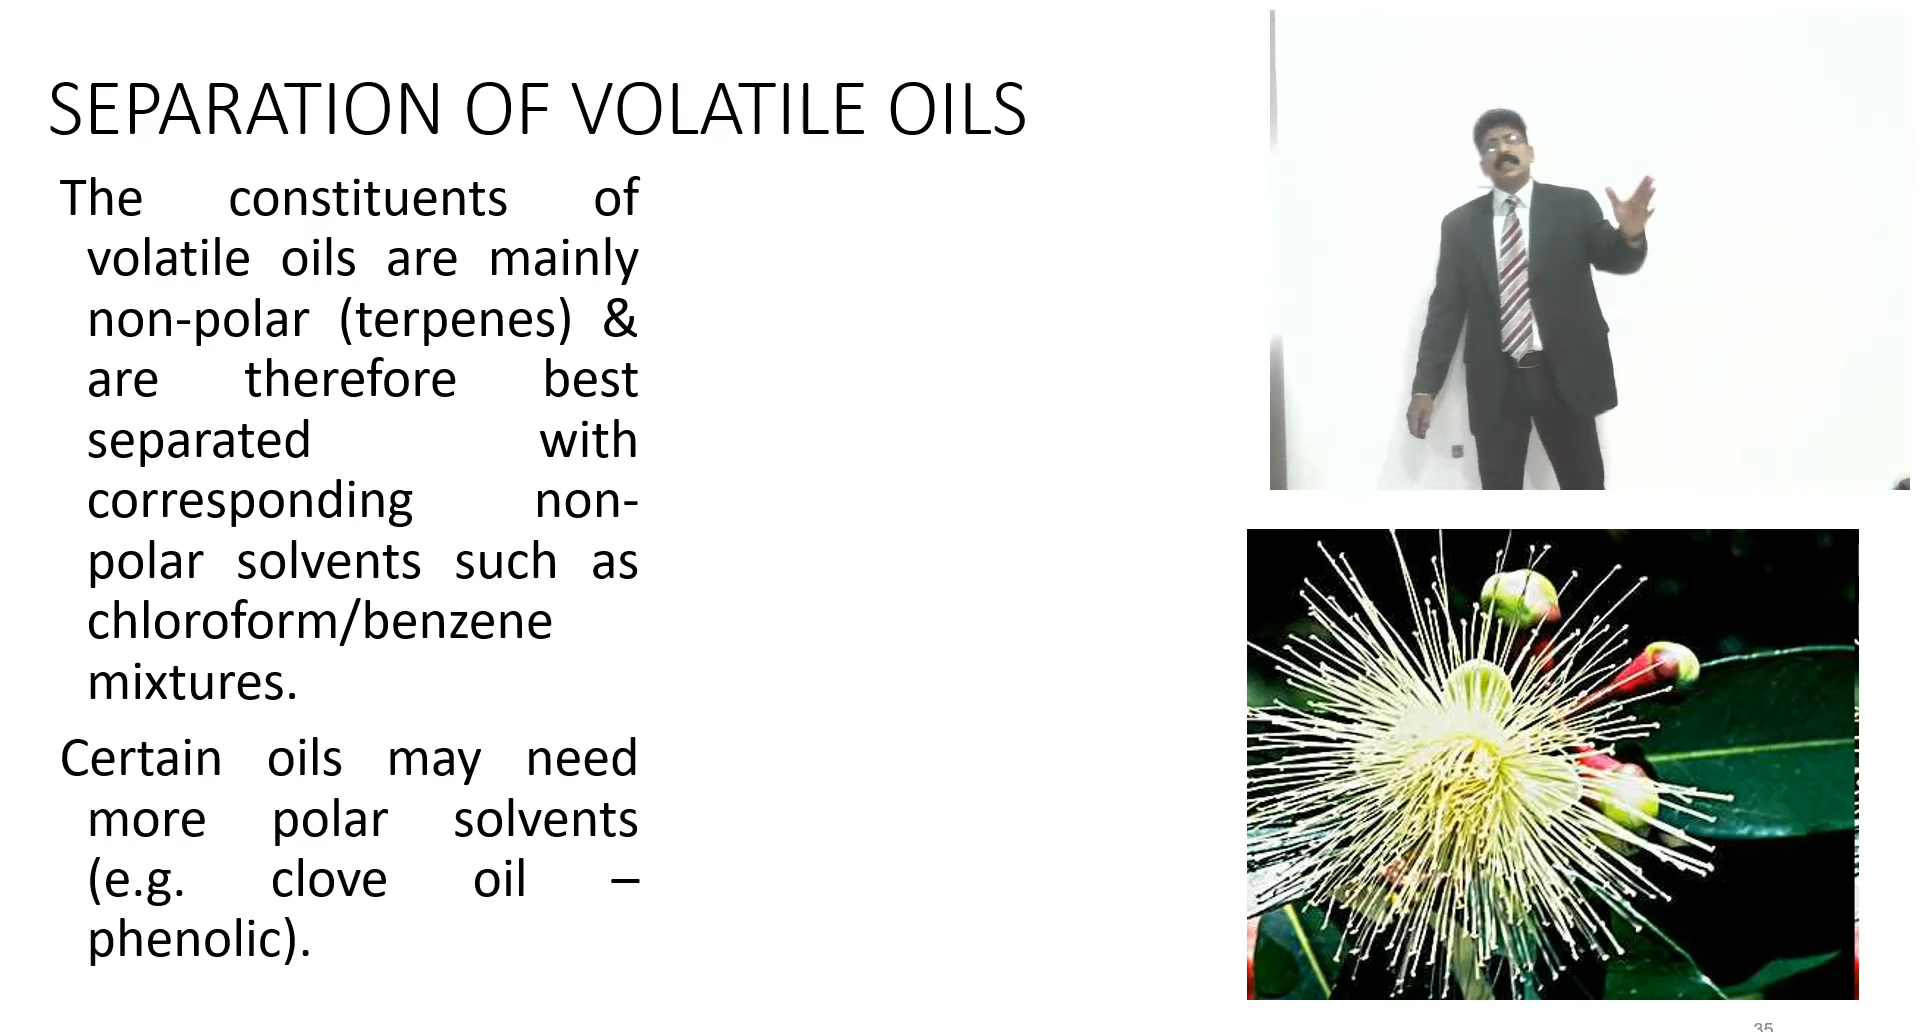 SEPARATION OF VOLATILE OILS
The constituents of
volatile oils are mainly
non-polar (terpenes) &
are therefore best
separated with
corresponding non-
polar solvents such as
chloroform/benzene
mixtures.
Certain oils may need
more polar solvents
(e.g. clove oil –
phenolic).
35